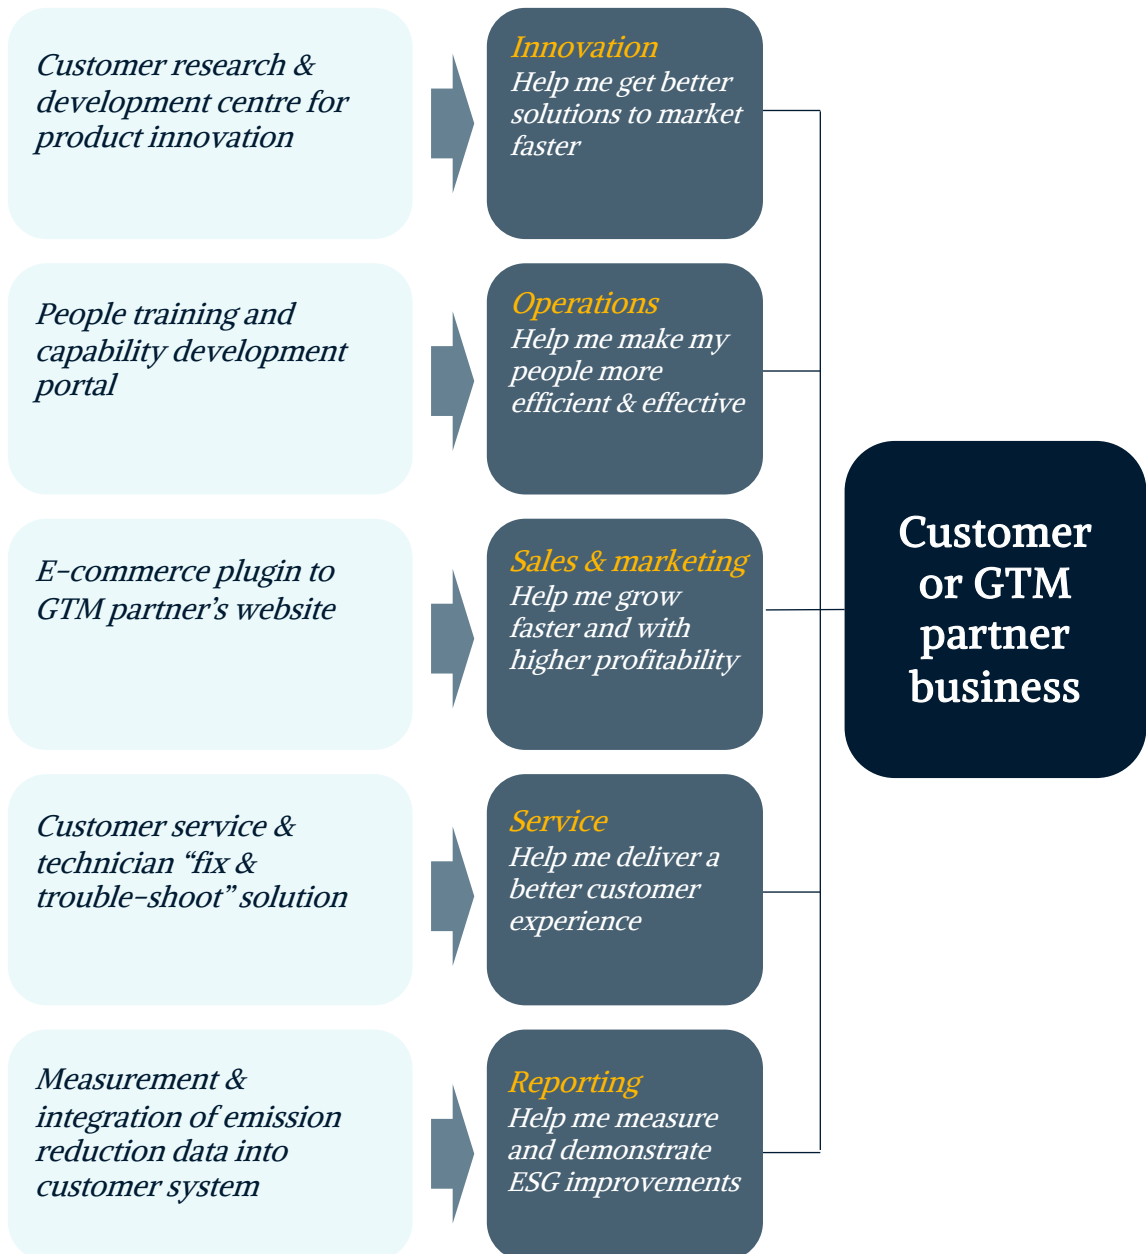 Customer research &
development centre for
product innovation
Innovation
Help me get better
solutions to market
faster
People training and
capability development
portal
Operations
Help me make my
people more
efficient & effective
E-commerce plugin to
GTM partner’s website
Sales & marketing
Help me grow
faster and with
higher profitability
Customer service &
technician “fix &
trouble-shoot” solution
Service
Help me deliver a
better customer
experience
Measurement &
integration of emission
reduction data into
customer system
Reporting
Help me measure
and demonstrate
ESG improvements
Customer
or GTM
partner
business